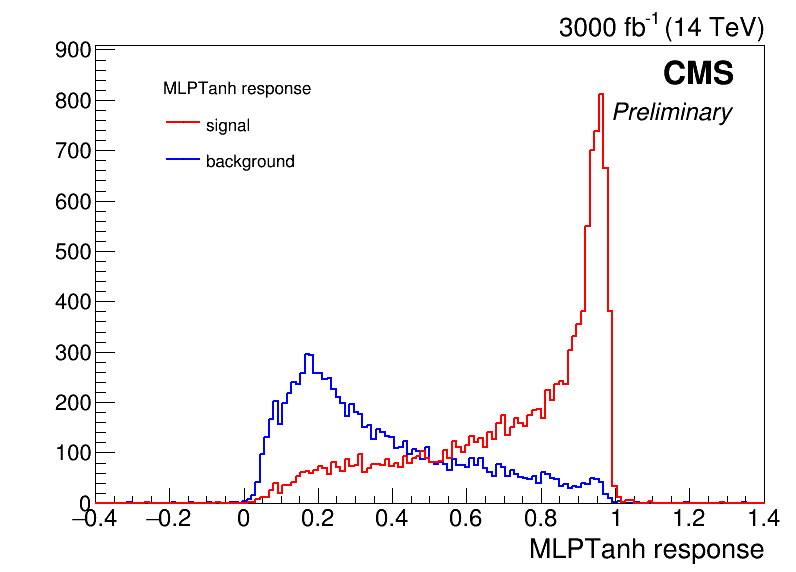 3000 fb-1 (14 TeV)
CMS
Preliminary
MLPTanh response
signal
background
900
800
700
600
500
400
300
200
100
0
−0.4 −0.2 0 0.2 0.4 0.6 0.8 1 1.2 1.4
MLPTanh response